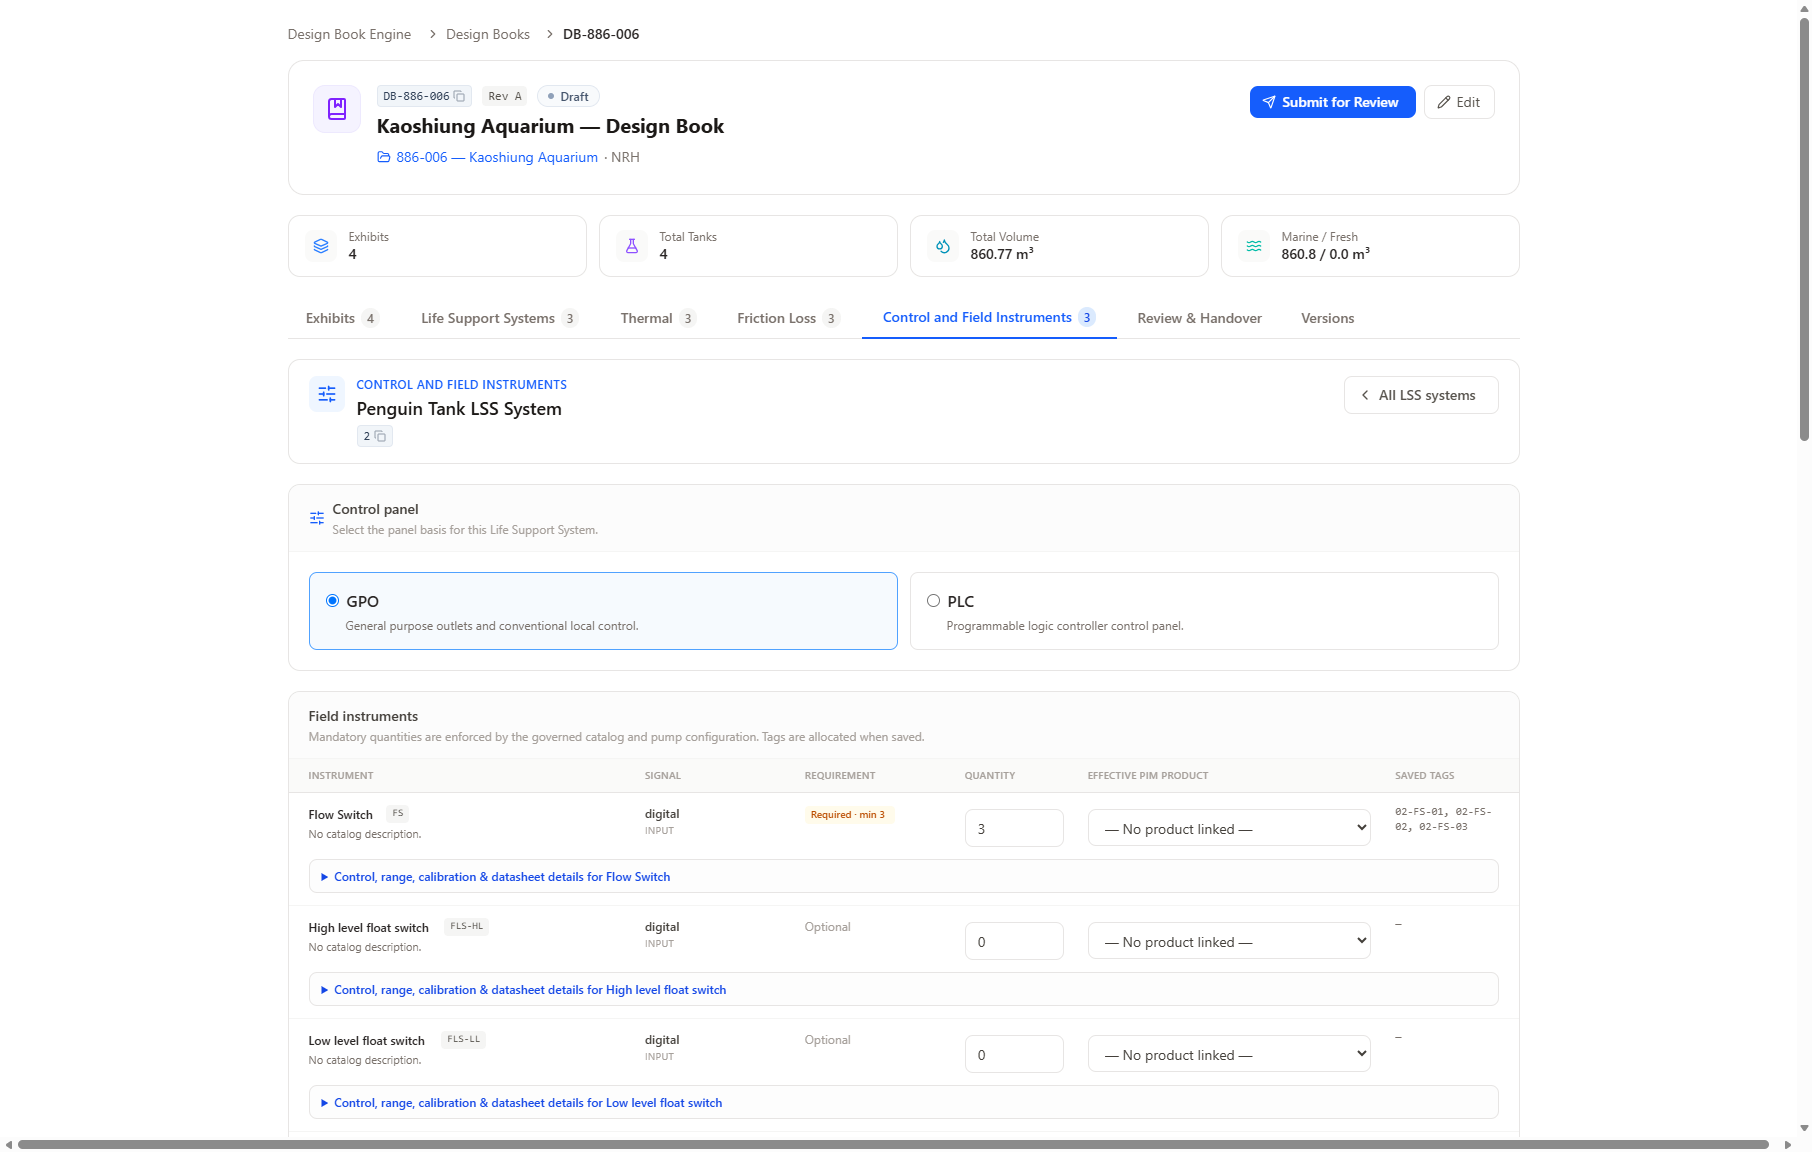 Design Book Engine > Design Books > DB-886-006
DB-886-006 Rev A Draft
Kaoshiung Aquarium — Design Book
886-006 — Kaoshiung Aquarium · NRH
Submit for Review
Edit
Exhibits
4
Total Tanks
4
Total Volume
860.77 m³
Marine / Fresh
860.8 / 0.0 m³
Exhibits 4 Life Support Systems 3 Thermal 3 Friction Loss 3 Control and Field Instruments 3 Review & Handover Versions
CONTROL AND FIELD INSTRUMENTS
Penguin Tank LSS System
2
All LSS systems
Control panel
Select the panel basis for this Life Support System.
GPO
General purpose outlets and conventional local control.
PLC
Programmable logic controller control panel.
Field instruments
Mandatory quantities are enforced by the governed catalog and pump configuration. Tags are allocated when saved.
INSTRUMENT SIGNAL REQUIREMENT QUANTITY EFFECTIVE PIM PRODUCT SAVED TAGS
Flow Switch FS
No catalog description.
digital
INPUT
Required · min 3
3
— No product linked —
02-FS-01, 02-FS-
02, 02-FS-03
Control, range, calibration & datasheet details for Flow Switch
High level float switch FLS-HL
No catalog description.
digital
INPUT
Optional
0
— No product linked —
—
Control, range, calibration & datasheet details for High level float switch
Low level float switch FLS-LL
No catalog description.
digital
INPUT
Optional
0
— No product linked —
—
Control, range, calibration & datasheet details for Low level float switch